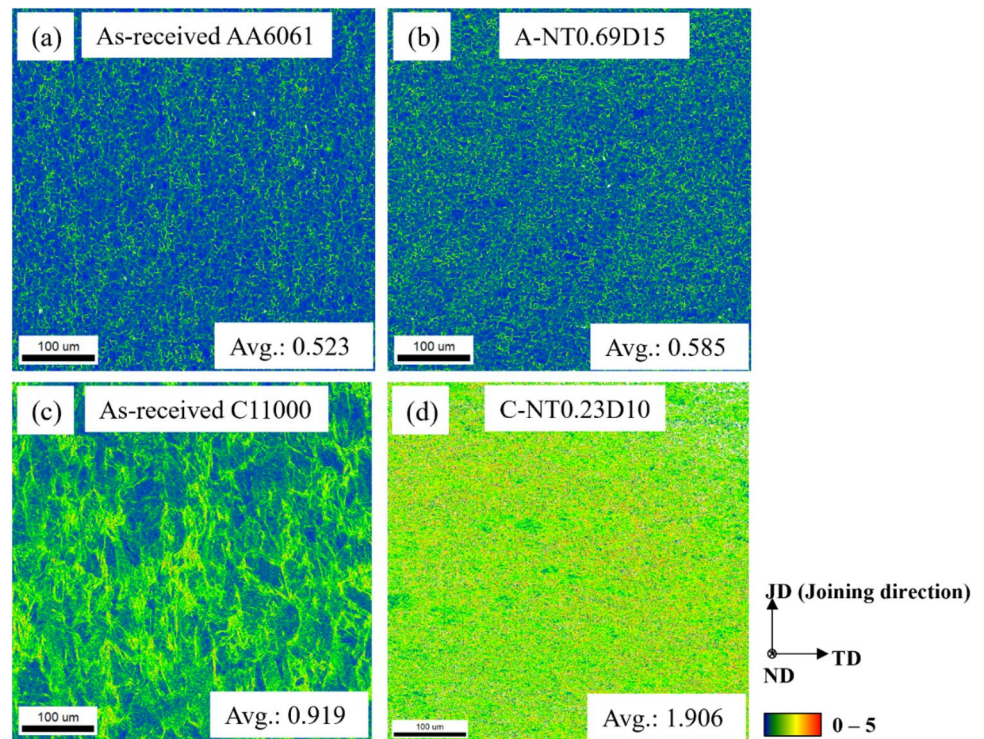 (a) As-received AA6061
(b) A-NT0.69D15
100 um
Avg.: 0.523
100 um
Avg.: 0.585
(c) As-received C11000
(d) C-NT0.23D10
100 um
Avg.: 0.919
100 um
Avg.: 1.906
JD (Joining direction)
TD
ND
0 – 5